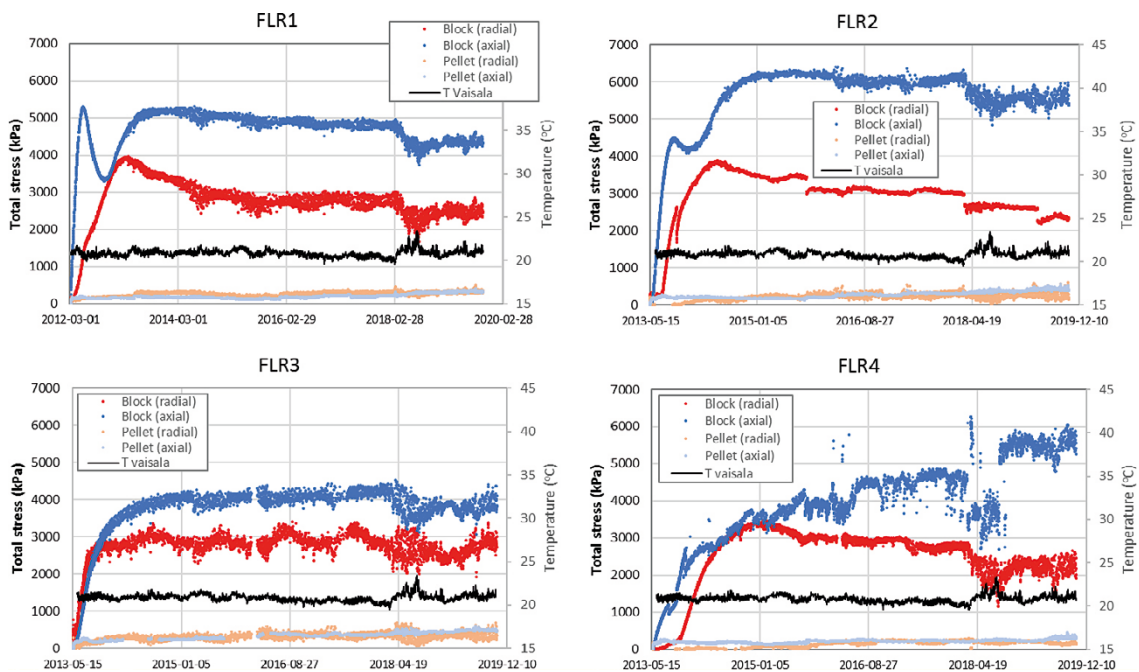 FLR1
7000
6000
5000
4000
3000
2000
1000
0
Total stress (kPa)
Block (radial)
Block (axial)
Pellet (radial)
Pellet (axial)
T Vaisala
35
30
25
20
15
Temperature (°C)
2012-03-01
2014-03-01
2016-02-29
2018-02-28
2020-02-28
FLR2
7000
6000
5000
4000
3000
2000
1000
0
Total stress (kPa)
Block (radial)
Block (axial)
Pellet (radial)
Pellet (axial)
T vaisala
45
40
35
30
25
20
15
Temperature (°C)
2013-05-15
2015-01-05
2016-08-27
2018-04-19
2019-12-10
FLR3
7000
6000
5000
4000
3000
2000
1000
0
Total stress (kPa)
Block (radial)
Block (axial)
Pellet (radial)
Pellet (axial)
T vaisala
45
40
35
30
25
20
15
Temperature (°C)
2013-05-15
2015-01-05
2016-08-27
2018-04-19
2019-12-10
FLR4
7000
6000
5000
4000
3000
2000
1000
0
Total stress (kPa)
Block (radial)
Block (axial)
Pellet (radial)
Pellet (axial)
T vaisala
45
40
35
30
25
20
15
Temperature (°C)
2013-05-15
2015-01-05
2016-08-27
2018-04-19
2019-12-10